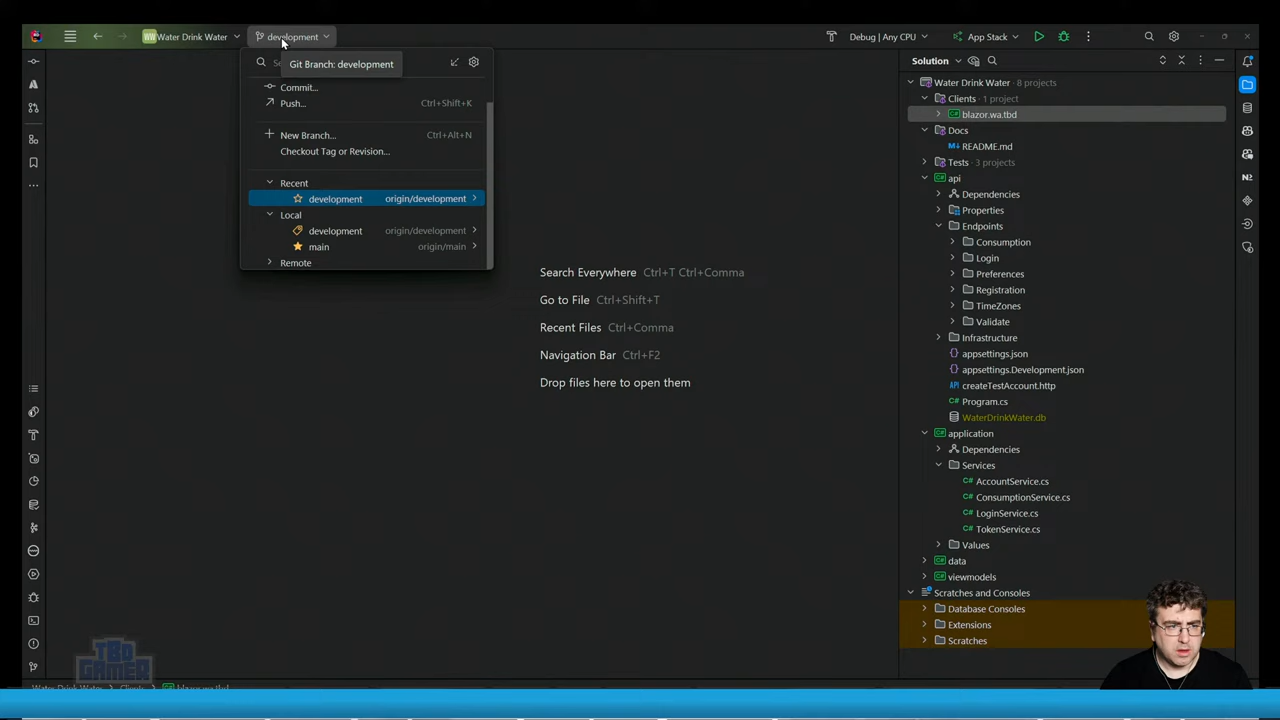 WW Water Drink Water
development
Debug | Any CPU
App Stack
Git Branch: development
Commit...
Push... Ctrl+Shift+K
New Branch... Ctrl+Alt+N
Checkout Tag or Revision...
Recent
development origin/development
Local
development origin/development
main origin/main
Remote
Search Everywhere Ctrl+T Ctrl+Comma
Go to File Ctrl+Shift+T
Recent Files Ctrl+Comma
Navigation Bar Ctrl+F2
Drop files here to open them
Solution
Water Drink Water 8 projects
Clients 1 project
C# blazor.wa.tbd
Docs
M↓ README.md
Tests 3 projects
C# api
Dependencies
Properties
Endpoints
Consumption
Login
Preferences
Registration
TimeZones
Validate
Infrastructure
{} appsettings.json
{} appsettings.Development.json
API createTestAccount.http
C# Program.cs
WaterDrinkWater.db
C# application
Dependencies
Services
C# AccountService.cs
C# ConsumptionService.cs
C# LoginService.cs
C# TokenService.cs
Values
C# data
C# viewmodels
Scratches and Consoles
Database Consoles
Extensions
Scratches
TBD
GAMER